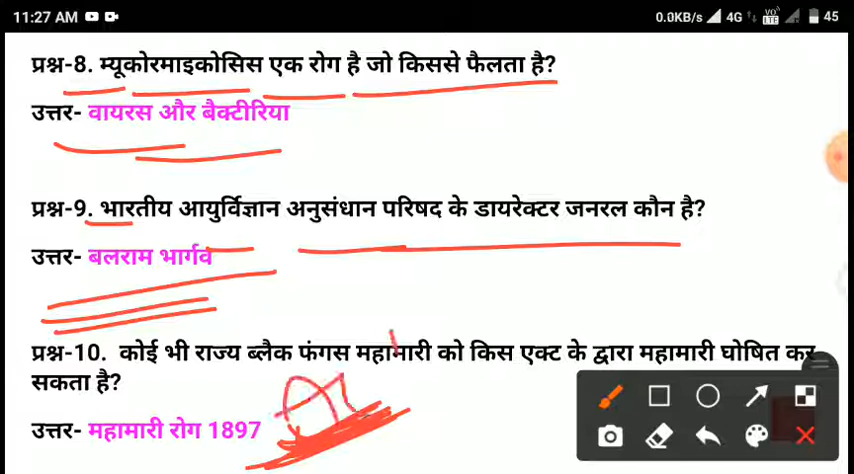 11:27 AM
0.0KB/s 4G VO LTE 45
प्रश्न-8. म्यूकोरमाइकोसिस एक रोग है जो किससे फैलता है?
उत्तर- वायरस और बैक्टीरिया
प्रश्न-9. भारतीय आयुर्विज्ञान अनुसंधान परिषद के डायरेक्टर जनरल कौन है?
उत्तर- बलराम भार्गव
प्रश्न-10. कोई भी राज्य ब्लैक फंगस महामारी को किस एक्ट के द्वारा महामारी घोषित कर
सकता है?
उत्तर- महामारी रोग 1897